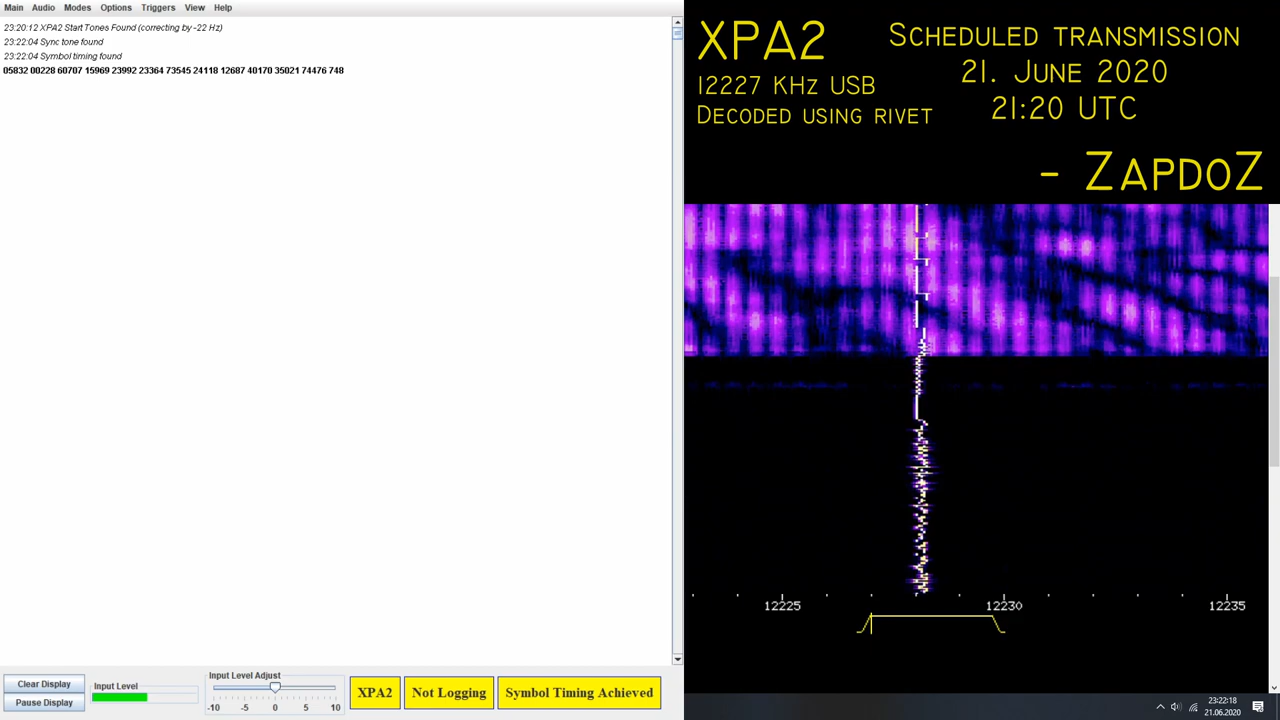 Main Audio Modes Options Triggers View Help
23:20:12 XPA2 Start Tones Found (correcting by -22 Hz)
23:22:04 Sync tone found
23:22:04 Symbol timing found
05832 00228 60707 15969 23992 23364 73545 24118 12687 40170 35021 74476 748
XPA2
12227 KHz USB
Decoded using rivet
Scheduled transmission
21. June 2020
21:20 UTC
- ZapdoZ
12225 12230 12235
Clear Display
Pause Display
Input Level
Input Level Adjust
-10 -5 0 5 10
XPA2
Not Logging
Symbol Timing Achieved
23:22:18
21.06.2020